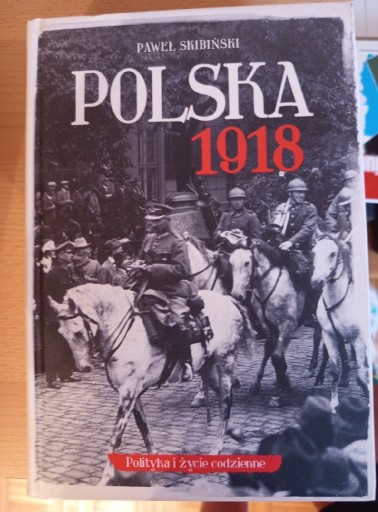 PAWEŁ SKIBIŃSKI
POLSKA
1918
Polityka i życie codzienne